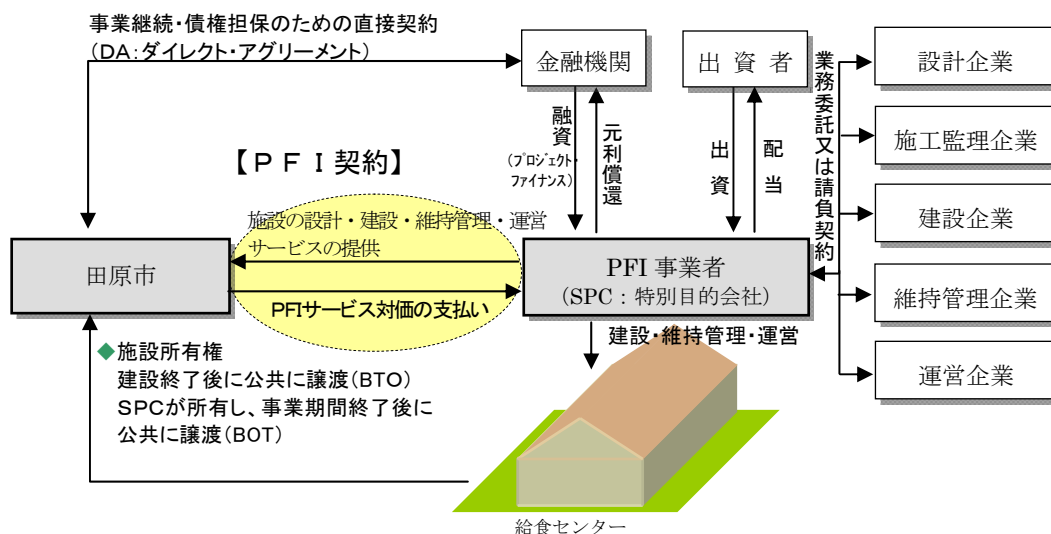 事業継続・債権担保のための直接契約
(DA:ダイレクト・アグリーメント)
金融機関
出資者
業務委託又は請負契約
設計企業
施工監理企業
建設企業
維持管理企業
運営企業
融資
(プロジェクト・
ファイナンス)
元利償還
出資
配当
【PFI契約】
施設の設計・建設・維持管理・運営
サービスの提供
田原市
PFIサービス対価の支払い
PFI 事業者
(SPC：特別目的会社)
建設・維持管理・運営
◆施設所有権
建設終了後に公共に譲渡(BTO)
SPCが所有し、事業期間終了後に
公共に譲渡(BOT)
給食センター